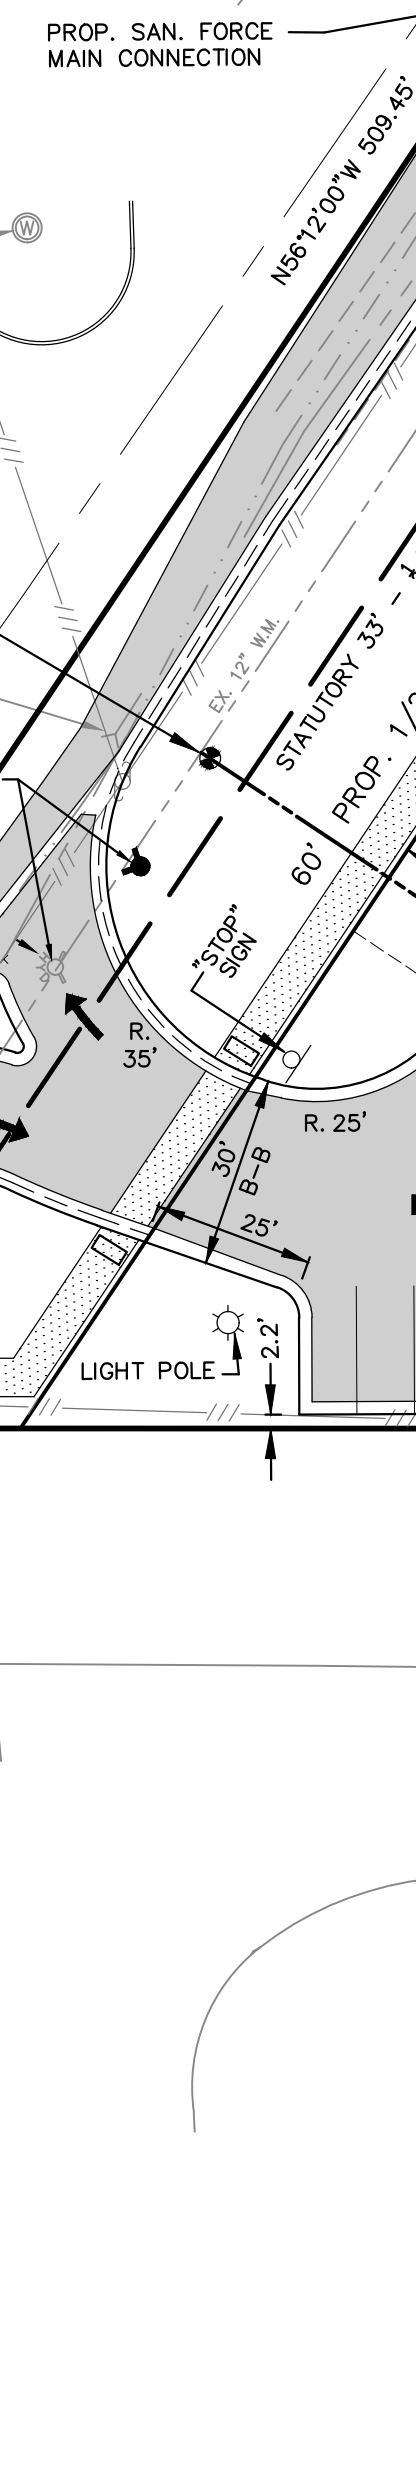 PROP. SAN. FORCE
MAIN CONNECTION
N56°12'00"W 509.45'
W
EX. 12" W.M.
STATUTORY 33' -
PROP.
60'
"STOP"
SIGN
R.
35'
R. 25'
30'
B-B
25'
2.2'
LIGHT POLE